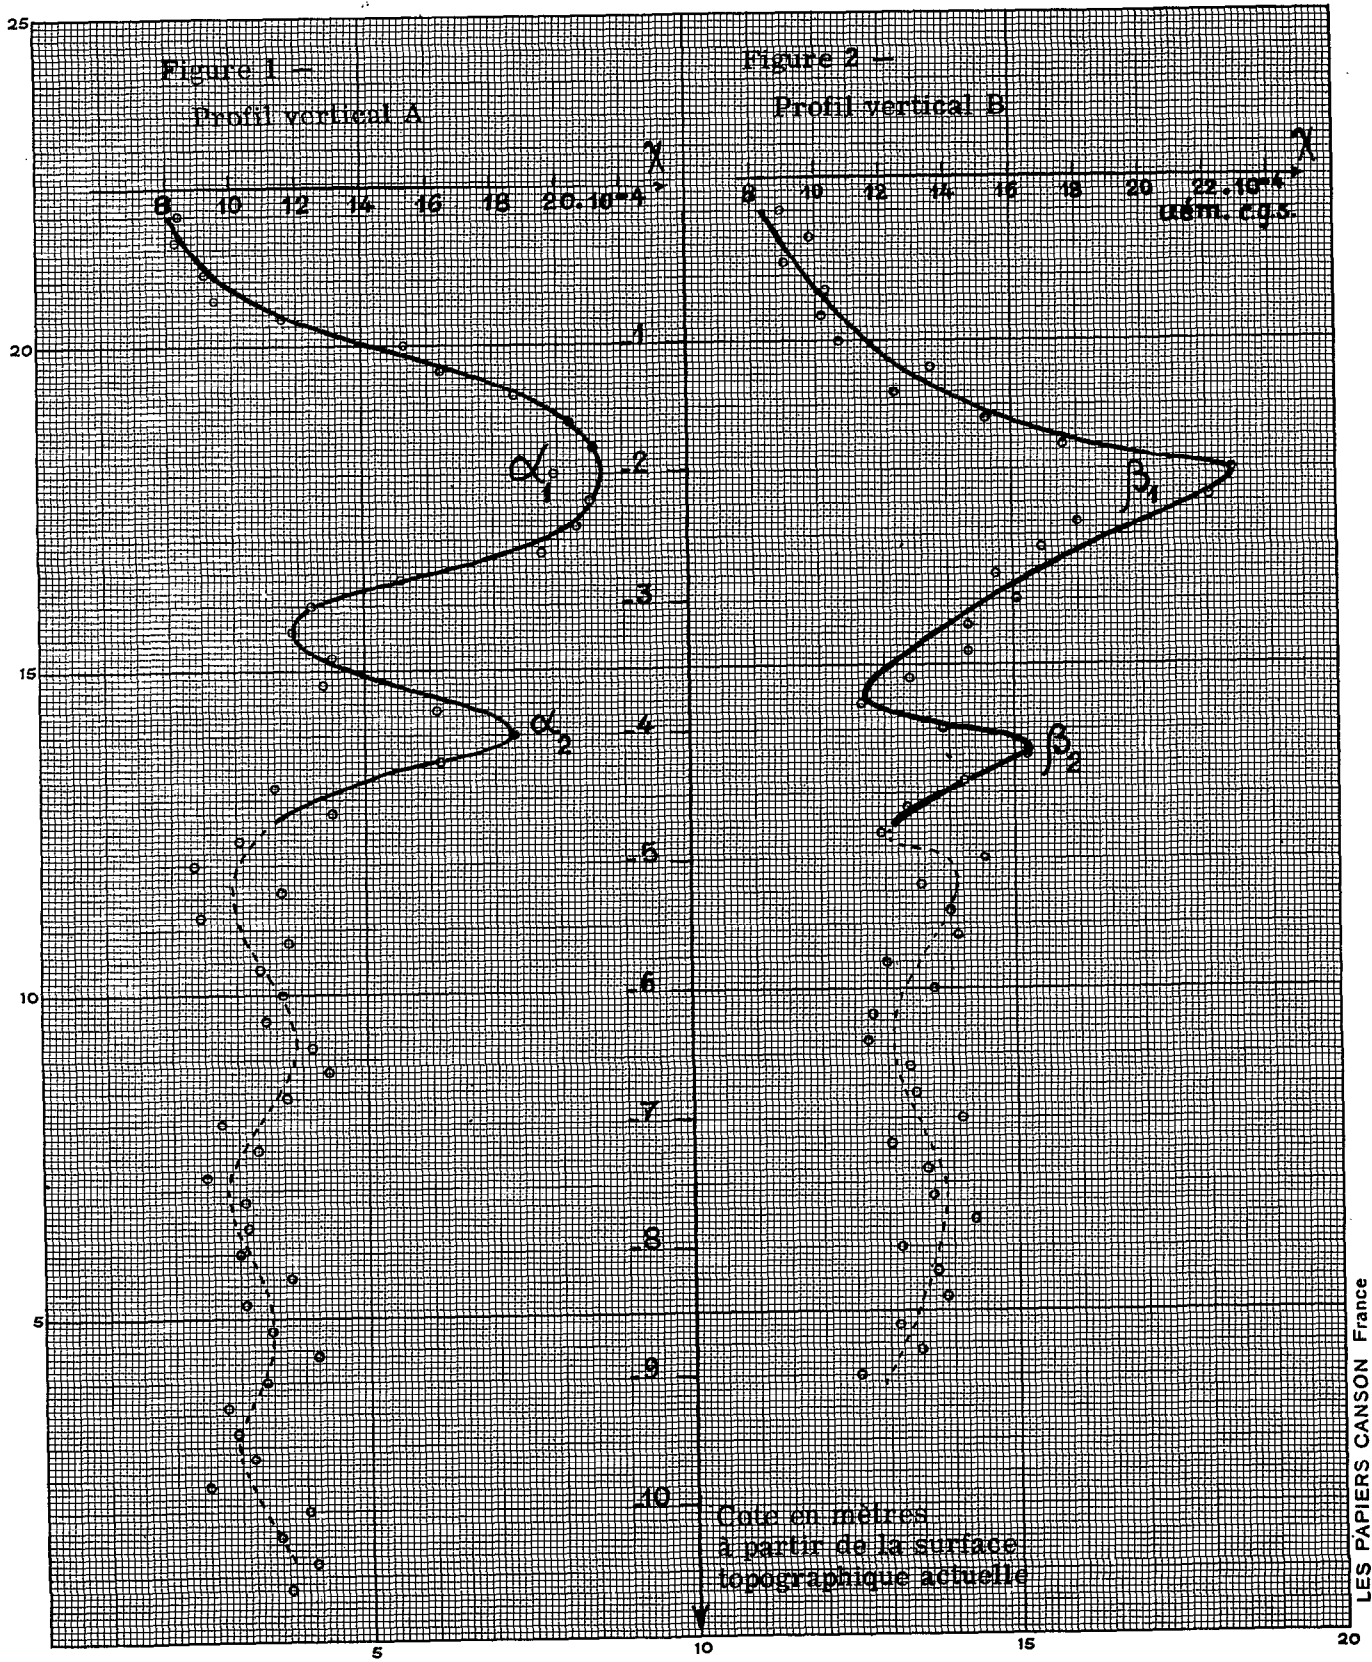 25
Figure 1 —
Profil vertical A
χ
8 10 12 14 16 18 20.10-4
Figure 2 —
Profil vertical B
χ
8 10 12 14 16 18 20 22.10-4
uém. c.g.s.
-1
20
α1
-2
β1
-3
15
α2
-4
β2
-5
10
-6
-7
-8
5
-9
-10
Cote en mètres
à partir de la surface
topographique actuelle
5 10 15 20
LES PAPIERS CANSON France